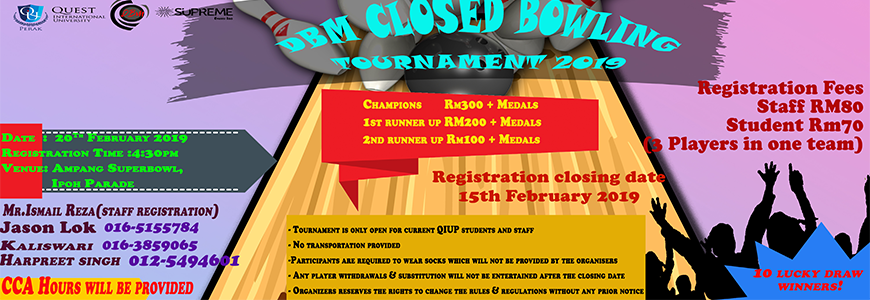 QIU
PERAK
QUEST
INTERNATIONAL
UNIVERSITY
SUPREME
DBM CLOSED BOWLING
TOURNAMENT 2019
Champions Rm300 + Medals
1st runner up RM200 + Medals
2nd runner up Rm100 + Medals
Registration Fees
Staff RM80
Student Rm70
(3 Players in one team)
Date : 20th February 2019
Registration Time :4:30pm
Venue: Ampang Superbowl,
Ipoh Parade
Registration closing date
15th February 2019
Mr.Ismail Reza(staff registration)
Jason Lok 016-5155784
Kaliswari 016-3859065
Harpreet singh 012-5494601
CCA Hours will be provided
- Tournament is only open for current QIUP students and staff
- No transportation provided
-Participants are required to wear socks which will not be provided by the organisers
- Any player withdrawals & substitution will not be entertained after the closing date
- Organizers reserves the rights to change the rules & regulations without any prior notice
10 lucky draw
winners!